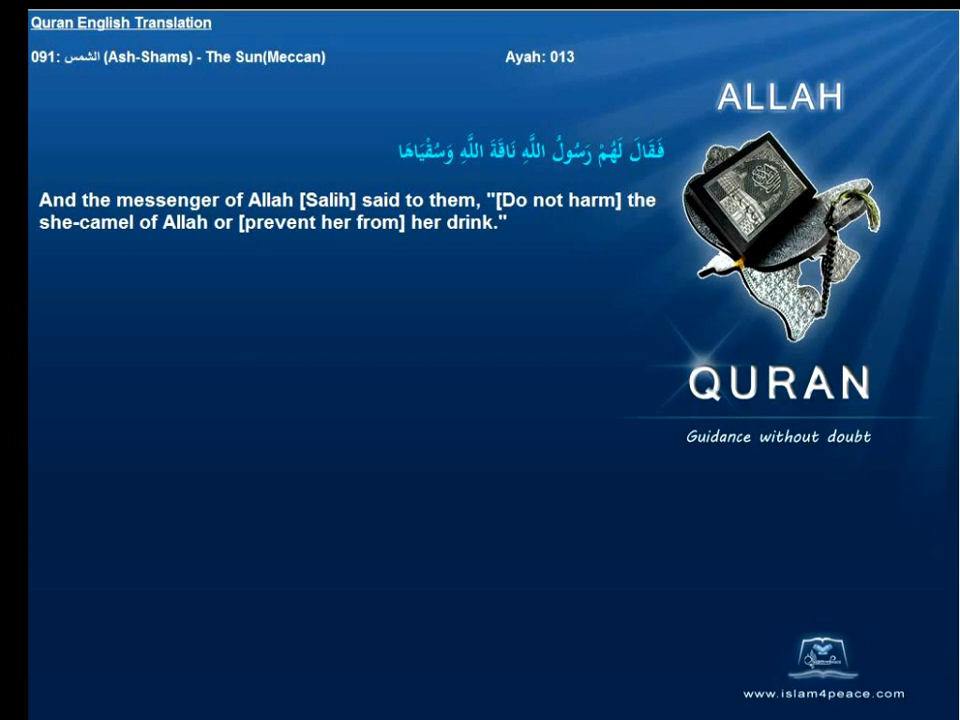 Quran English Translation
091: الشمس (Ash-Shams) - The Sun(Meccan) Ayah: 013
ALLAH
فَقَالَ لَهُمْ رَسُولُ اللَّهِ نَاقَةَ اللَّهِ وَسُقْيَاهَا
And the messenger of Allah [Salih] said to them, "[Do not harm] the
she-camel of Allah or [prevent her from] her drink."
QURAN
Guidance without doubt
www.islam4peace.com